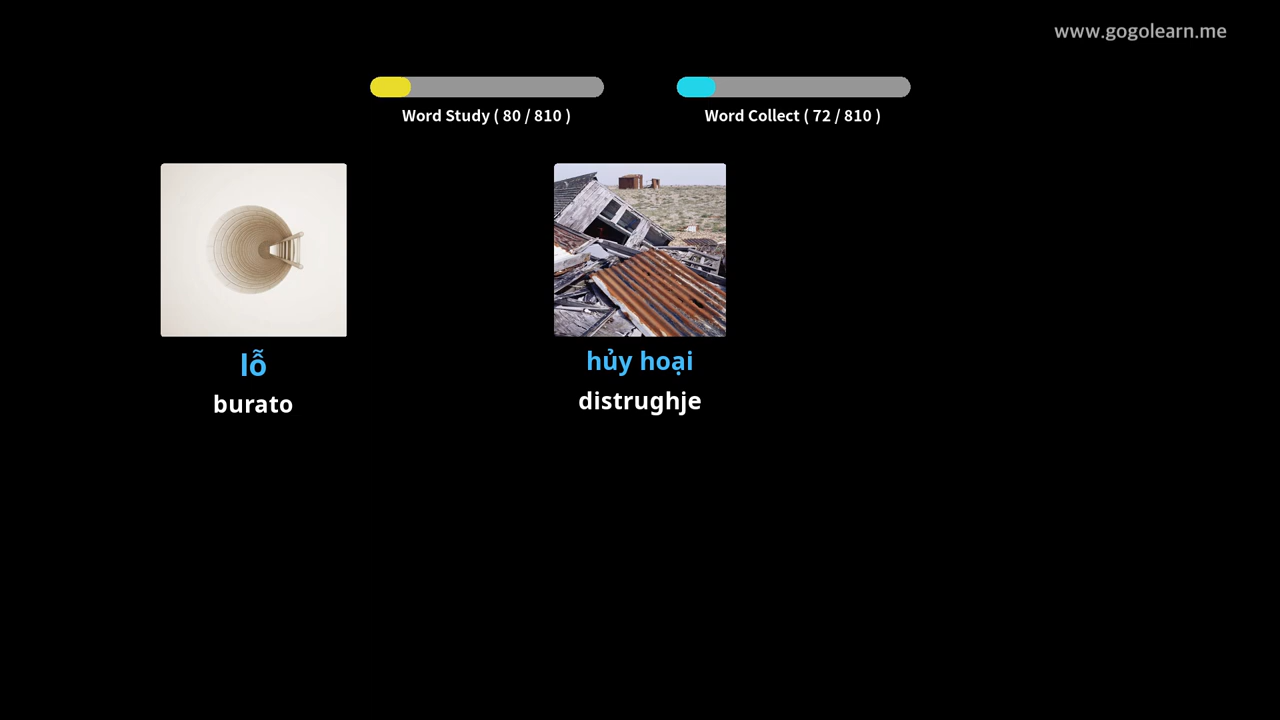 www.gogolearn.me
Word Study ( 80 / 810 )
Word Collect ( 72 / 810 )
lỗ
burato
hủy hoại
distrughje